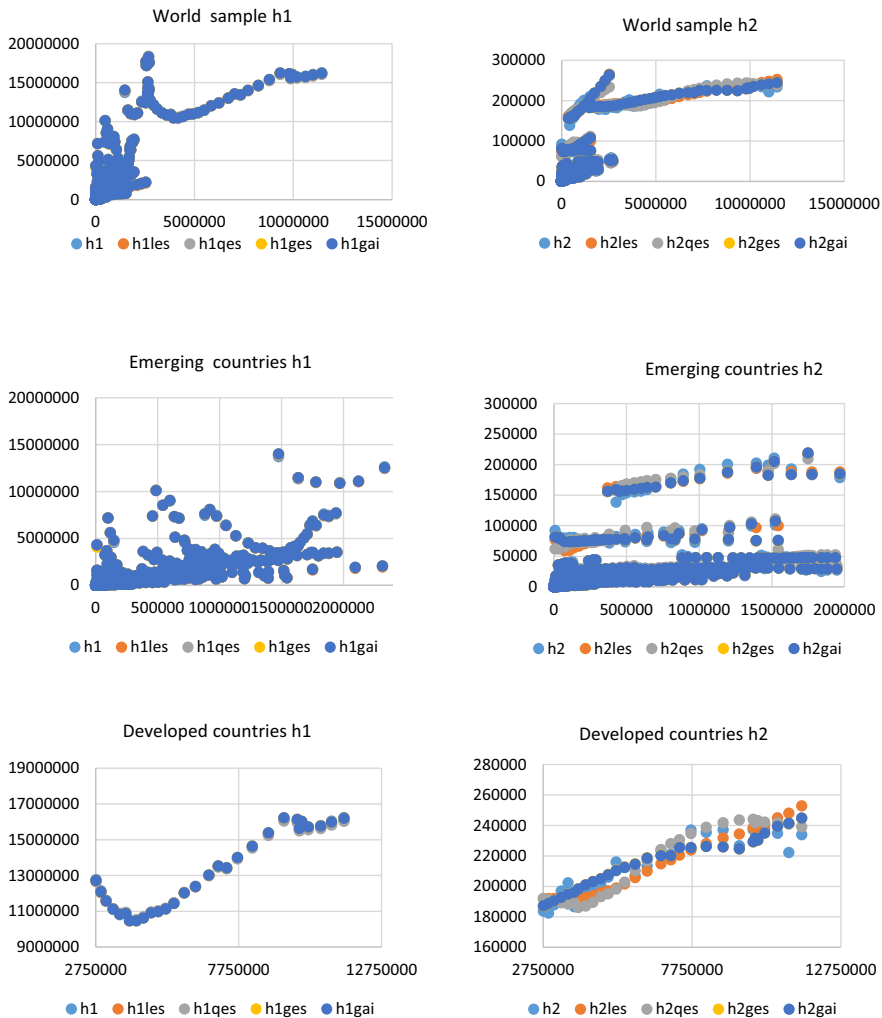 World sample h1
20000000
15000000
10000000
5000000
0
0 5000000 10000000 15000000
h1 h1les h1qes h1ges h1gai
World sample h2
300000
200000
100000
0
0 5000000 10000000 15000000
h2 h2les h2qes h2ges h2gai
Emerging countries h1
20000000
15000000
10000000
5000000
0
0 500000 1000000 1500000 2000000
h1 h1les h1qes h1ges h1gai
Emerging countries h2
300000
250000
200000
150000
100000
50000
0
0 500000 1000000 1500000 2000000
h2 h2les h2qes h2ges h2gai
Developed countries h1
19000000
17000000
15000000
13000000
11000000
9000000
2750000 7750000 12750000
h1 h1les h1qes h1ges h1gai
Developed countries h2
280000
260000
240000
220000
200000
180000
160000
2750000 7750000 12750000
h2 h2les h2qes h2ges h2gai